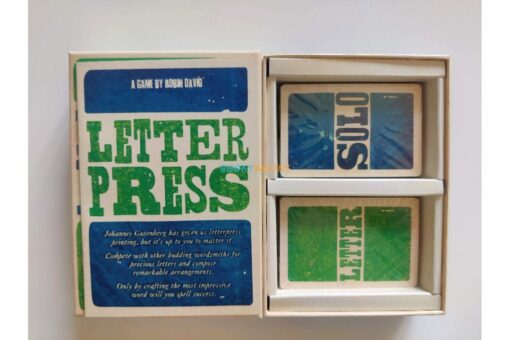 A GAME BY ROBIN DAVID
LETTER
PRESS
Johannes Gutenberg has given us letterpress
printing, but it's up to you to master it.
Compete with other budding wordsmiths for
precious letters and compose
remarkable arrangements.
Only by crafting the most impressive
word will you spell success.
SOLO
LETTER